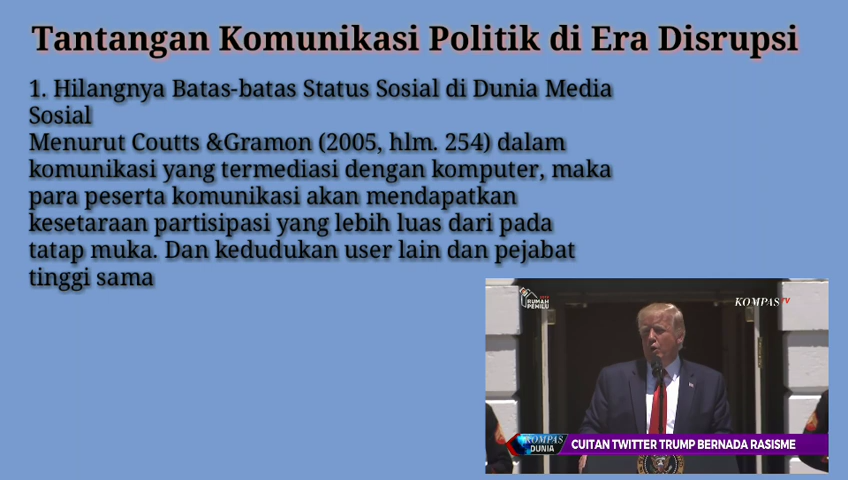 Tantangan Komunikasi Politik di Era Disrupsi
1. Hilangnya Batas-batas Status Sosial di Dunia Media
Sosial
Menurut Coutts &Gramon (2005, hlm. 254) dalam
komunikasi yang termediasi dengan komputer, maka
para peserta komunikasi akan mendapatkan
kesetaraan partisipasi yang lebih luas dari pada
tatap muka. Dan kedudukan user lain dan pejabat
tinggi sama
RUMAH
PEMILU
KOMPAS TV
KOMPAS
DUNIA
CUITAN TWITTER TRUMP BERNADA RASISME